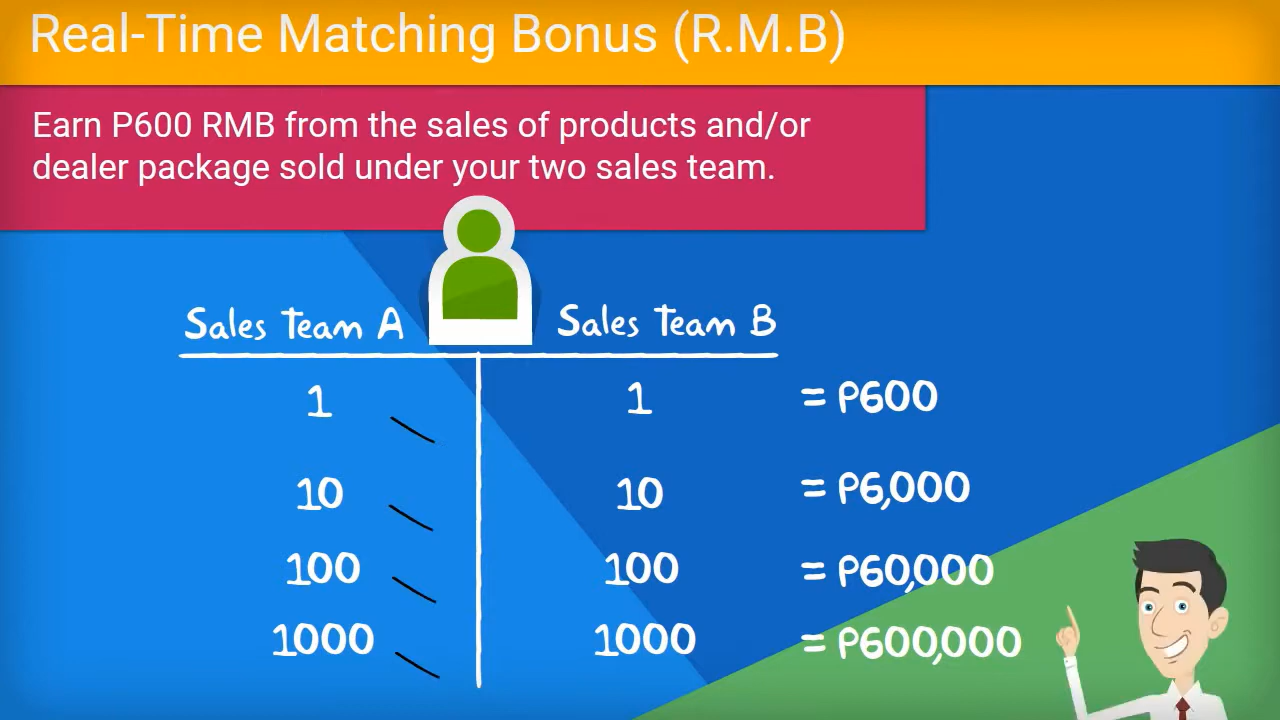 Real-Time Matching Bonus (R.M.B)
Earn P600 RMB from the sales of products and/or
dealer package sold under your two sales team.
Sales Team A Sales Team B
1 1 = P600
10 10 = P6,000
100 100 = P60,000
1000 1000 = P600,000